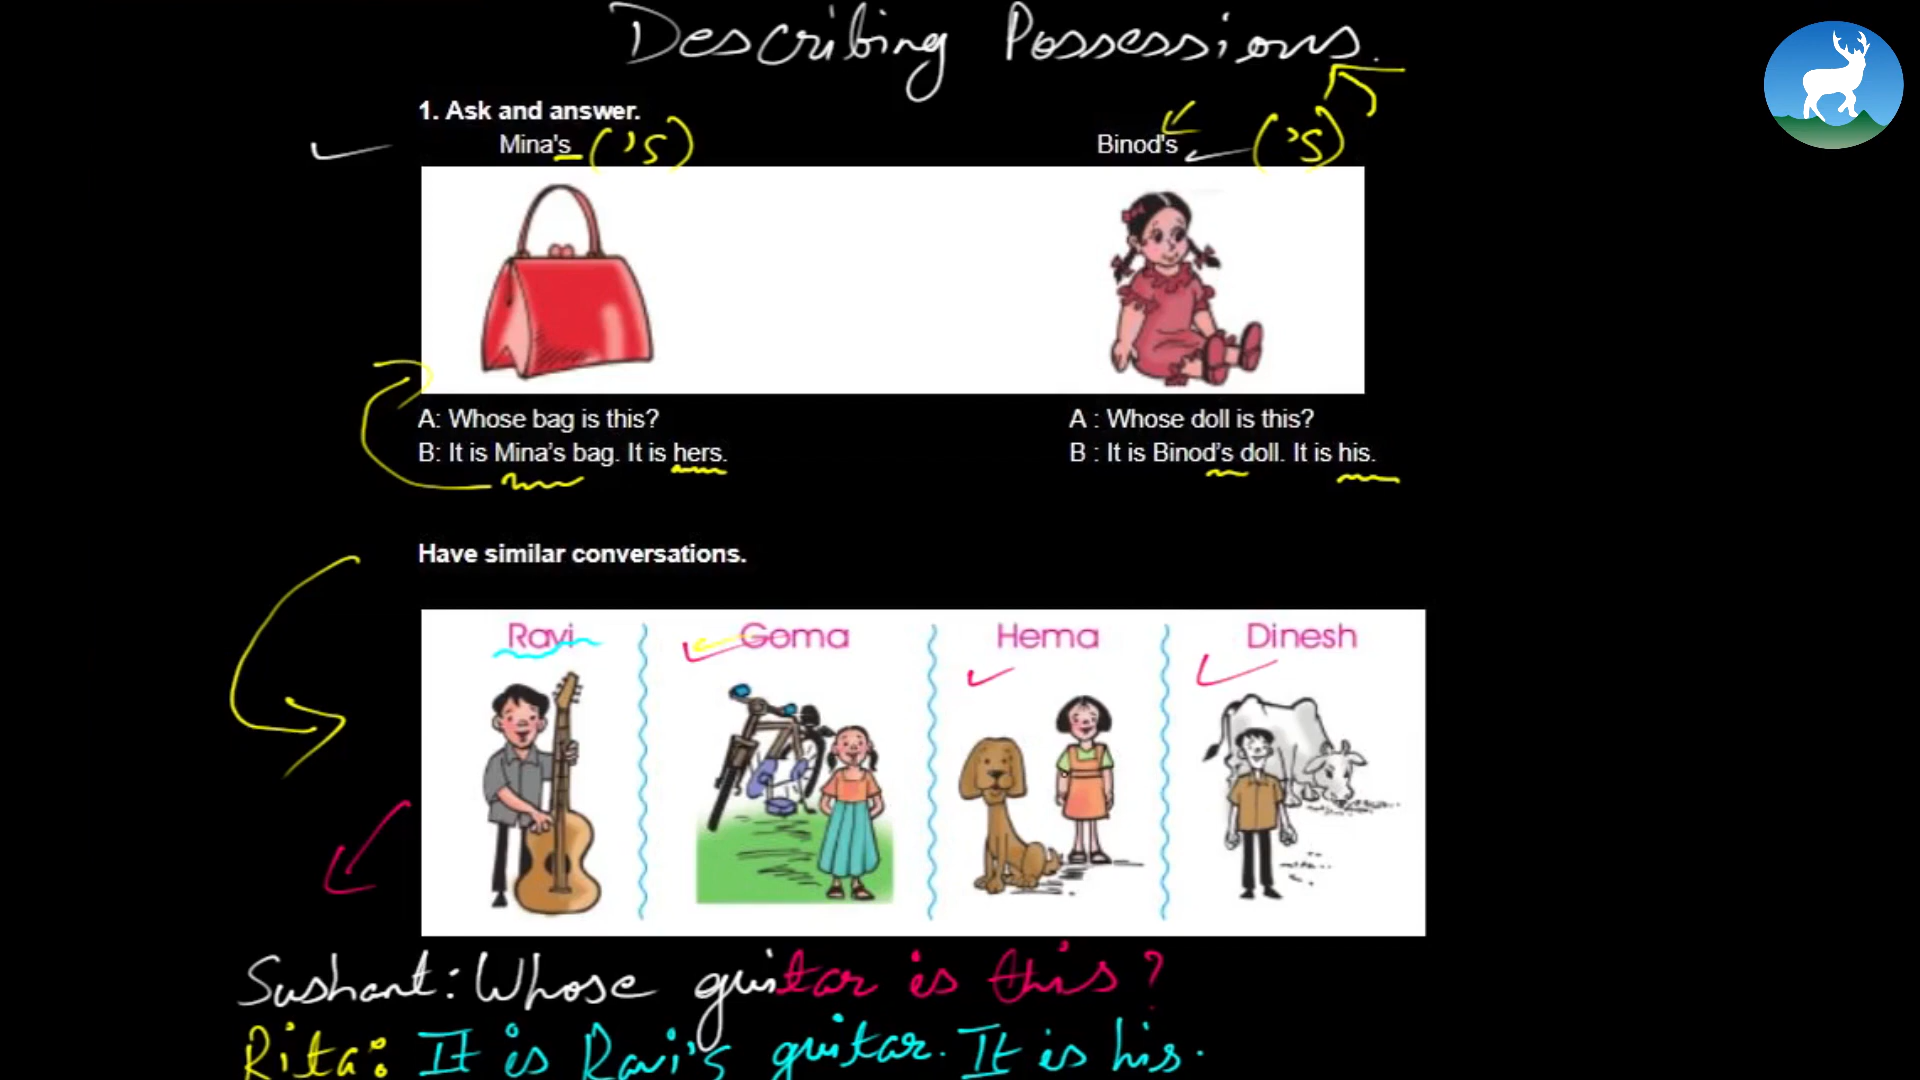 Describing Possessions.
1. Ask and answer.
Mina's ('s) Binod's ('s)
A: Whose bag is this?
B: It is Mina's bag. It is hers.
A : Whose doll is this?
B : It is Binod's doll. It is his.
Have similar conversations.
Ravi Goma Hema Dinesh
Sushant: Whose guitar is this?
Rita: It is Ravi's guitar. It is his.